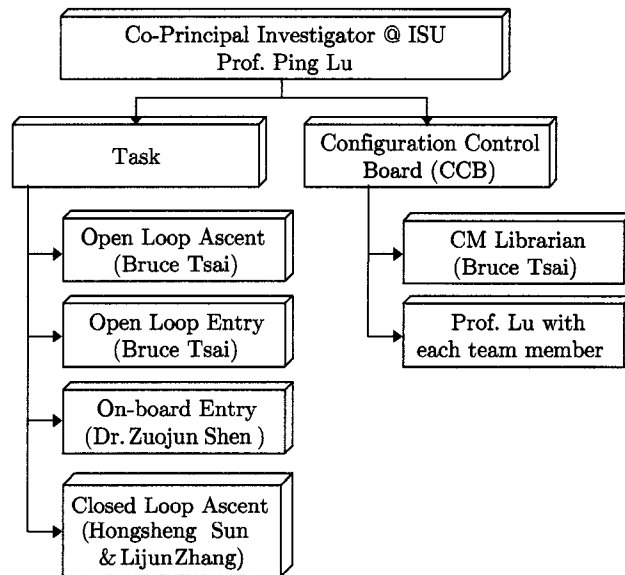 Co-Principal Investigator @ ISU
Prof. Ping Lu
Task
Configuration Control
Board (CCB)
Open Loop Ascent
(Bruce Tsai)
Open Loop Entry
(Bruce Tsai)
On-board Entry
(Dr. Zuojun Shen )
Closed Loop Ascent
(Hongsheng Sun
& LijunZhang)
CM Librarian
(Bruce Tsai)
Prof. Lu with
each team member